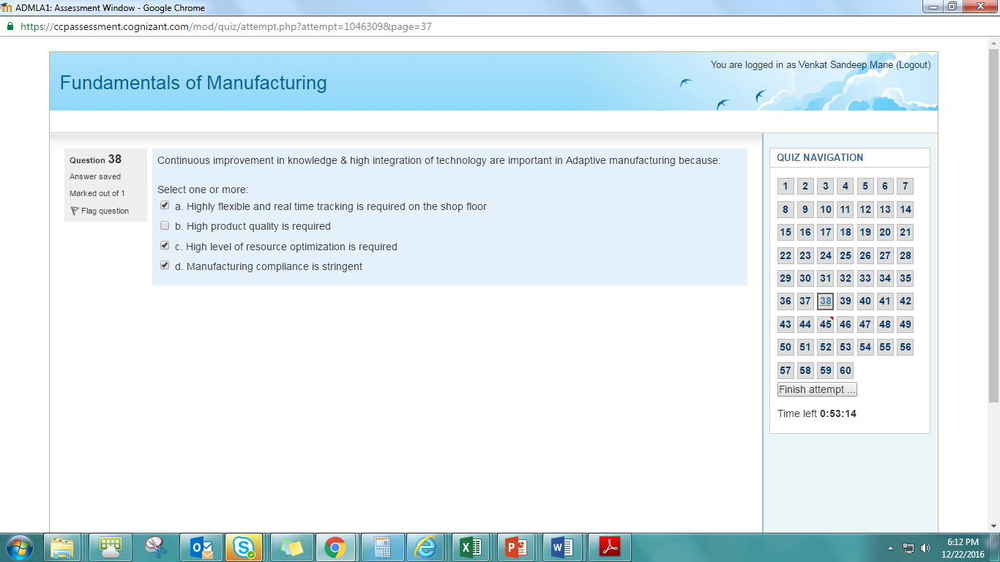 ADMLA1: Assessment Window - Google Chrome
https://ccpassessment.cognizant.com/mod/quiz/attempt.php?attempt=1046309&page=37
You are logged in as Venkat Sandeep Mane (Logout)
Fundamentals of Manufacturing
Question 38
Answer saved
Marked out of 1
Flag question
Continuous improvement in knowledge & high integration of technology are important in Adaptive manufacturing because:
Select one or more:
a. Highly flexible and real time tracking is required on the shop floor
b. High product quality is required
c. High level of resource optimization is required
d. Manufacturing compliance is stringent
QUIZ NAVIGATION
1 2 3 4 5 6 7
8 9 10 11 12 13 14
15 16 17 18 19 20 21
22 23 24 25 26 27 28
29 30 31 32 33 34 35
36 37 38 39 40 41 42
43 44 45 46 47 48 49
50 51 52 53 54 55 56
57 58 59 60
Finish attempt ...
Time left 0:53:14
6:12 PM
12/22/2016